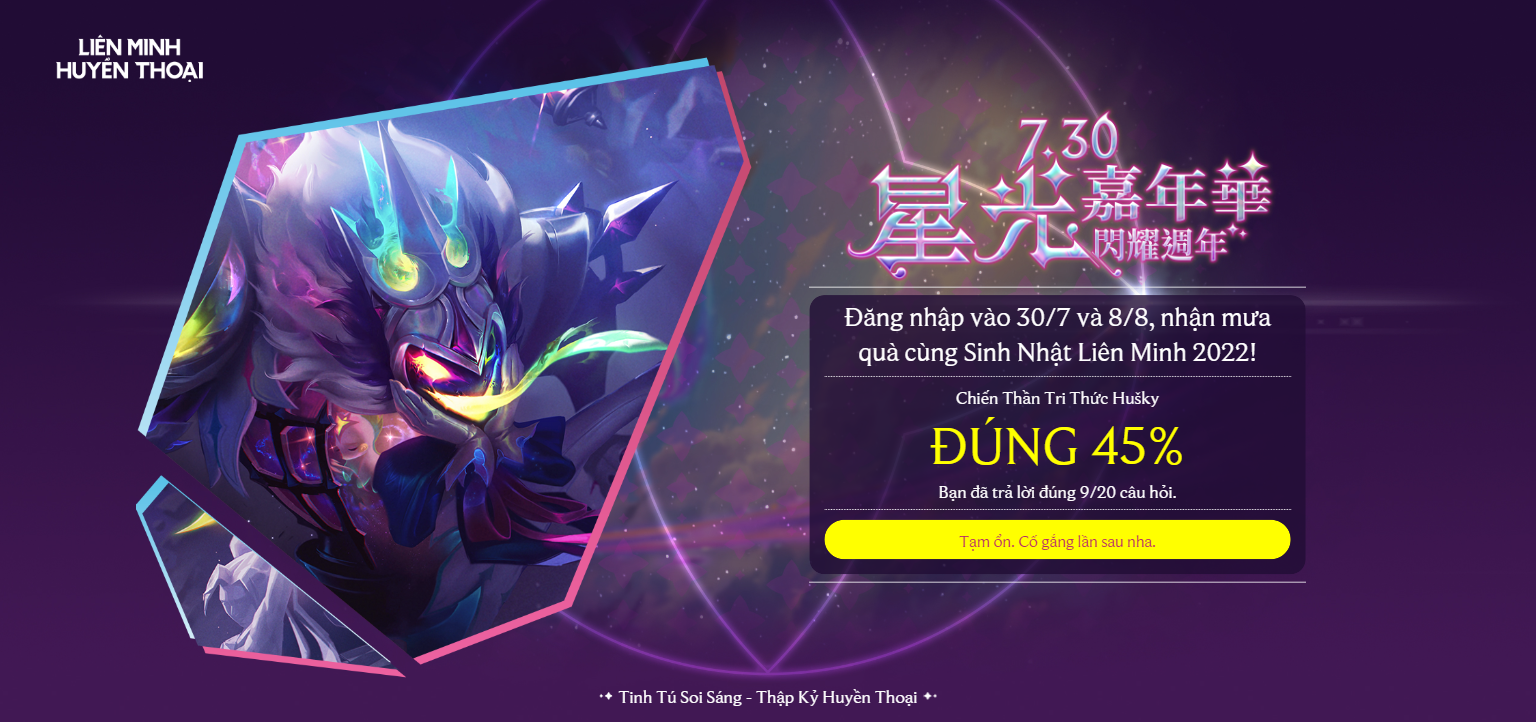 LIÊN MINH
HUYỀN THOẠI
7.30
星光嘉年華
閃耀週年
Đăng nhập vào 30/7 và 8/8, nhận mưa
quà cùng Sinh Nhật Liên Minh 2022!
Chiến Thần Tri Thức Hušky
ĐÚNG 45%
Bạn đã trả lời đúng 9/20 câu hỏi.
Tạm ổn. Cố gắng lần sau nha.
Tinh Tú Soi Sáng - Thập Kỷ Huyền Thoại